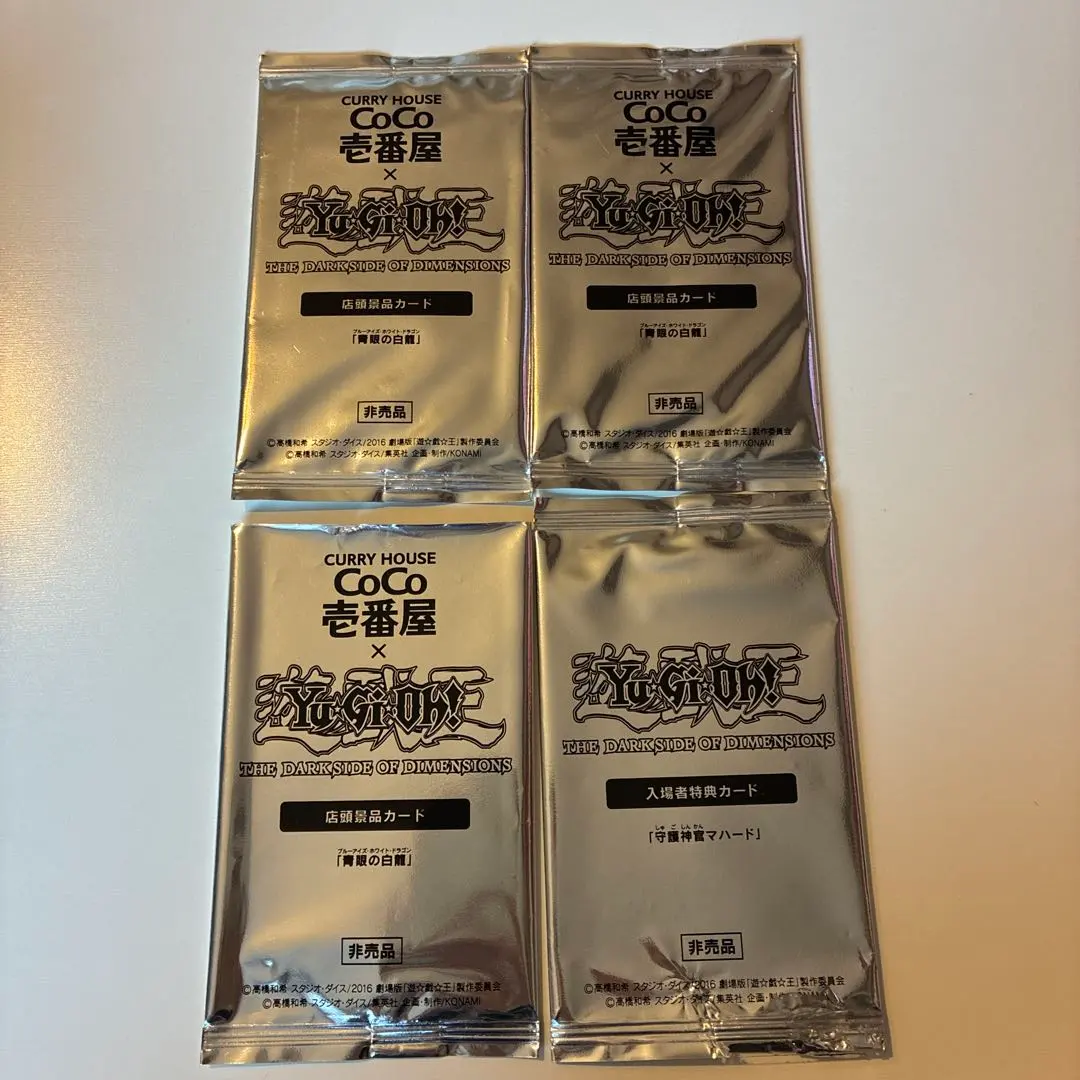 CURRY HOUSE
CoCo
壱番屋
×
遊戯王
Yu-Gi-Oh!
THE DARK SIDE OF DIMENSIONS
店頭景品カード
ブルーアイズ・ホワイト・ドラゴン
「青眼の白龍」
非売品
©高橋和希 スタジオ・ダイス/2016 劇場版「遊☆戯☆王」製作委員会
©高橋和希 スタジオ・ダイス/集英社 企画・制作/KONAMI
CURRY HOUSE
CoCo
壱番屋
×
遊戯王
Yu-Gi-Oh!
THE DARK SIDE OF DIMENSIONS
店頭景品カード
ブルーアイズ・ホワイト・ドラゴン
「青眼の白龍」
非売品
©高橋和希 スタジオ・ダイス/2016 劇場版「遊☆戯☆王」製作委員会
©高橋和希 スタジオ・ダイス/集英社 企画・制作/KONAMI
CURRY HOUSE
CoCo
壱番屋
×
遊戯王
Yu-Gi-Oh!
THE DARK SIDE OF DIMENSIONS
店頭景品カード
ブルーアイズ・ホワイト・ドラゴン
「青眼の白龍」
非売品
©高橋和希 スタジオ・ダイス/2016 劇場版「遊☆戯☆王」製作委員会
©高橋和希 スタジオ・ダイス/集英社 企画・制作/KONAMI
遊戯王
Yu-Gi-Oh!
THE DARK SIDE OF DIMENSIONS
入場者特典カード
しゅ ご しん かん
「守護神官マハード」
非売品
©高橋和希 スタジオ・ダイス/2016 劇場版「遊☆戯☆王」製作委員会
©高橋和希 スタジオ・ダイス/集英社 企画・制作/KONAMI